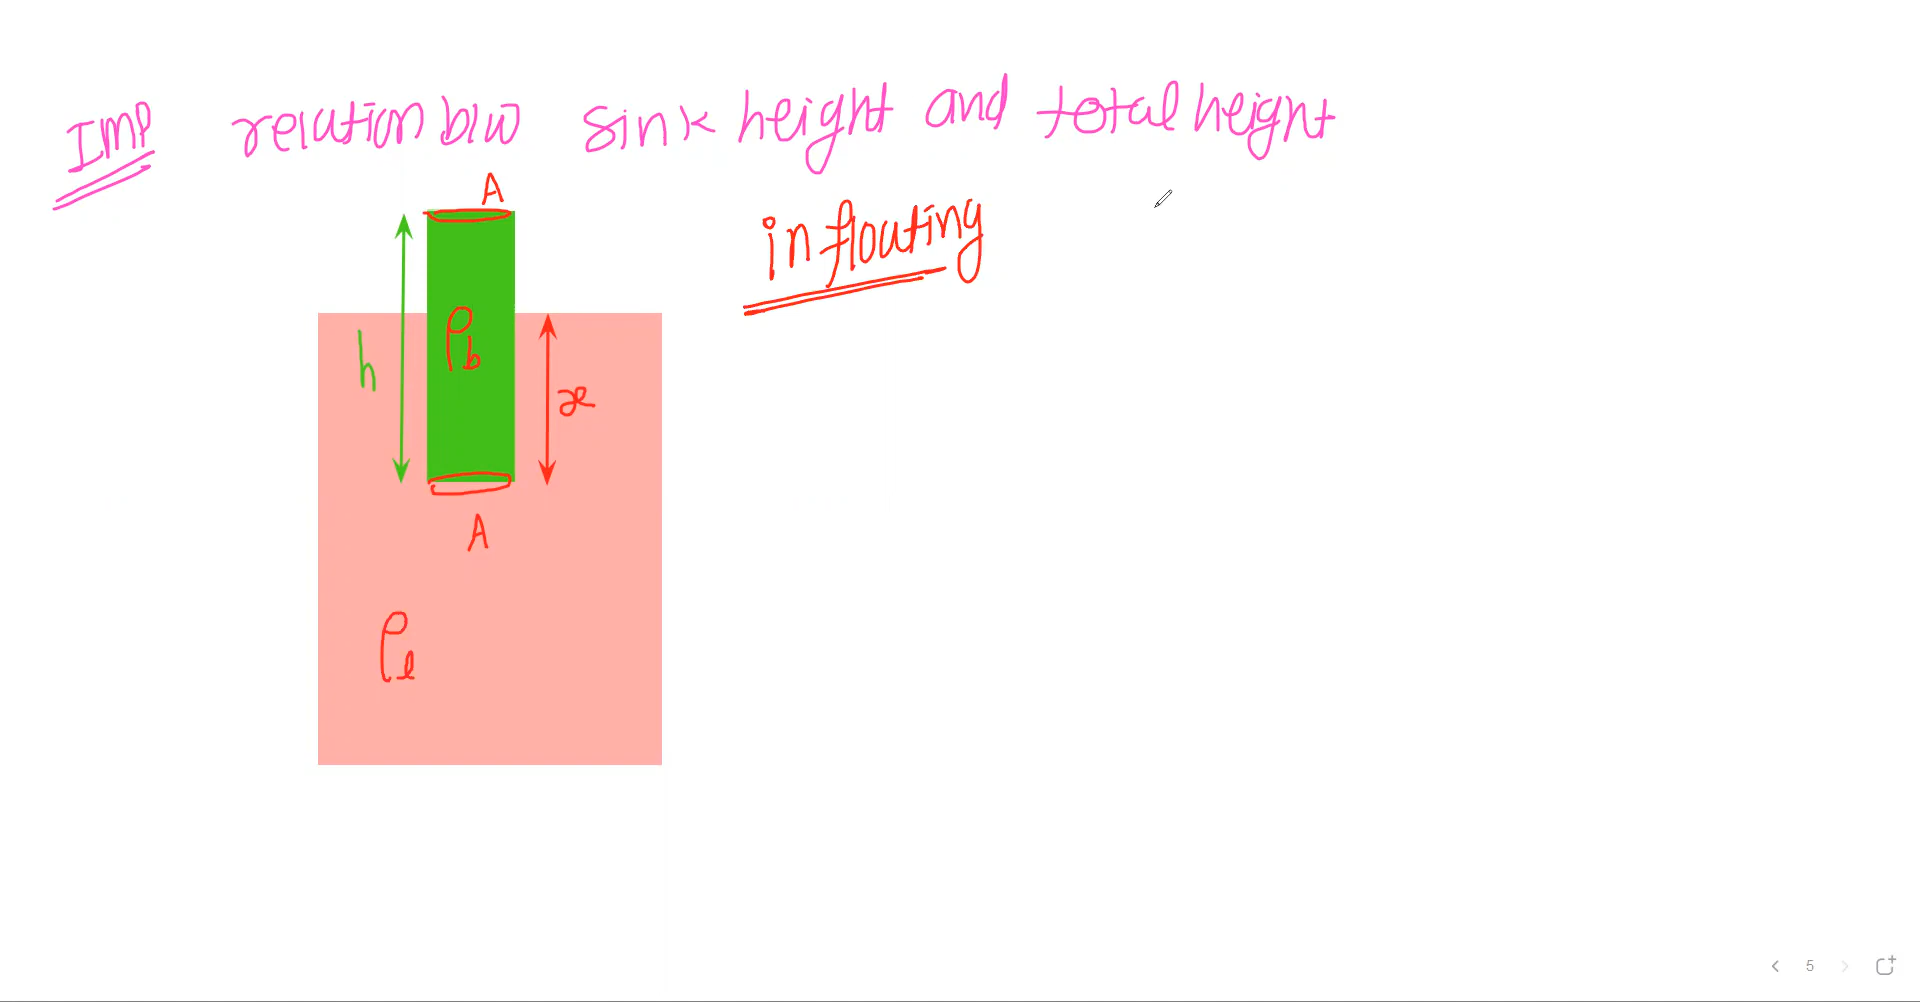 Imp relation b/w sink height and total height
A
in floating
ρb
h
x
A
ρl
5